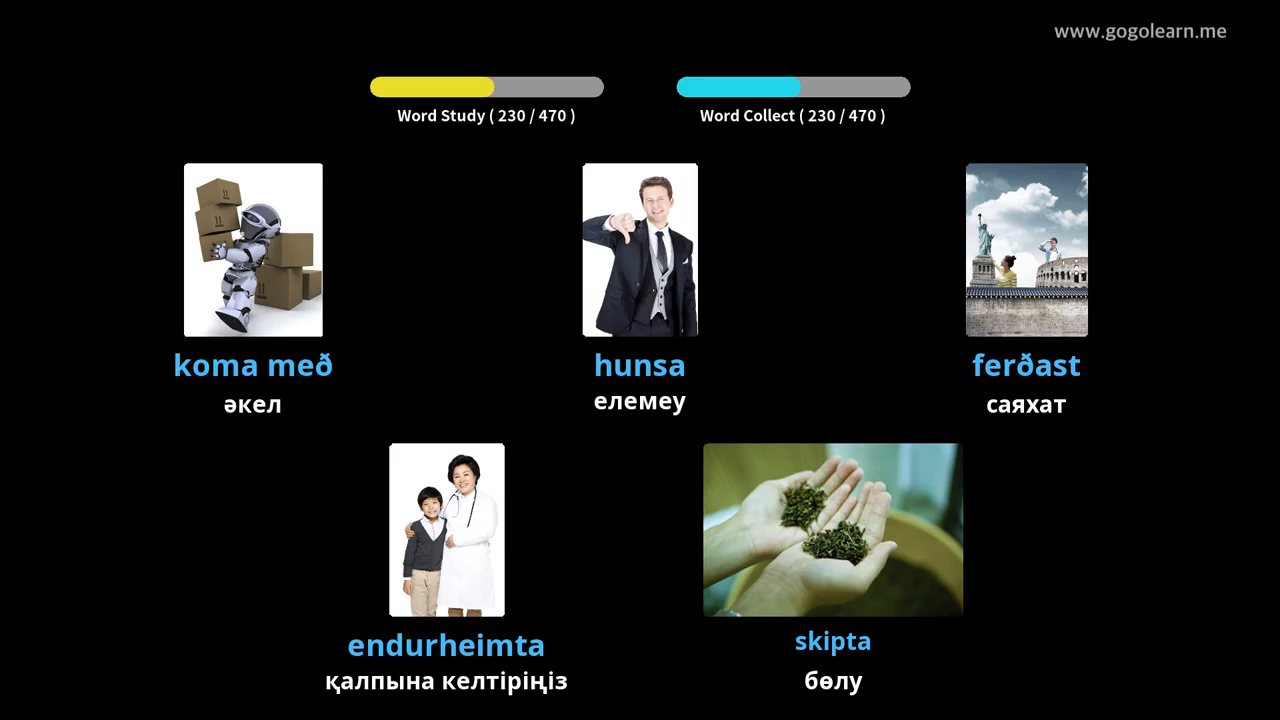 www.gogolearn.me
Word Study ( 230 / 470 )
Word Collect ( 230 / 470 )
koma með
әкел
hunsa
елемеу
ferðast
саяхат
endurheimta
қалпына келтіріңіз
skipta
бөлу